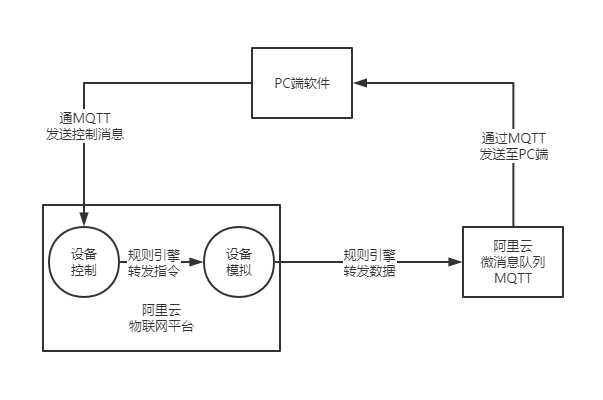 PC端软件
通MQTT
发送控制消息
通过MQTT
发送至PC端
设备
控制
规则引擎
转发指令
设备
模拟
规则引擎
转发数据
阿里云
微消息队列
MQTT
阿里云
物联网平台